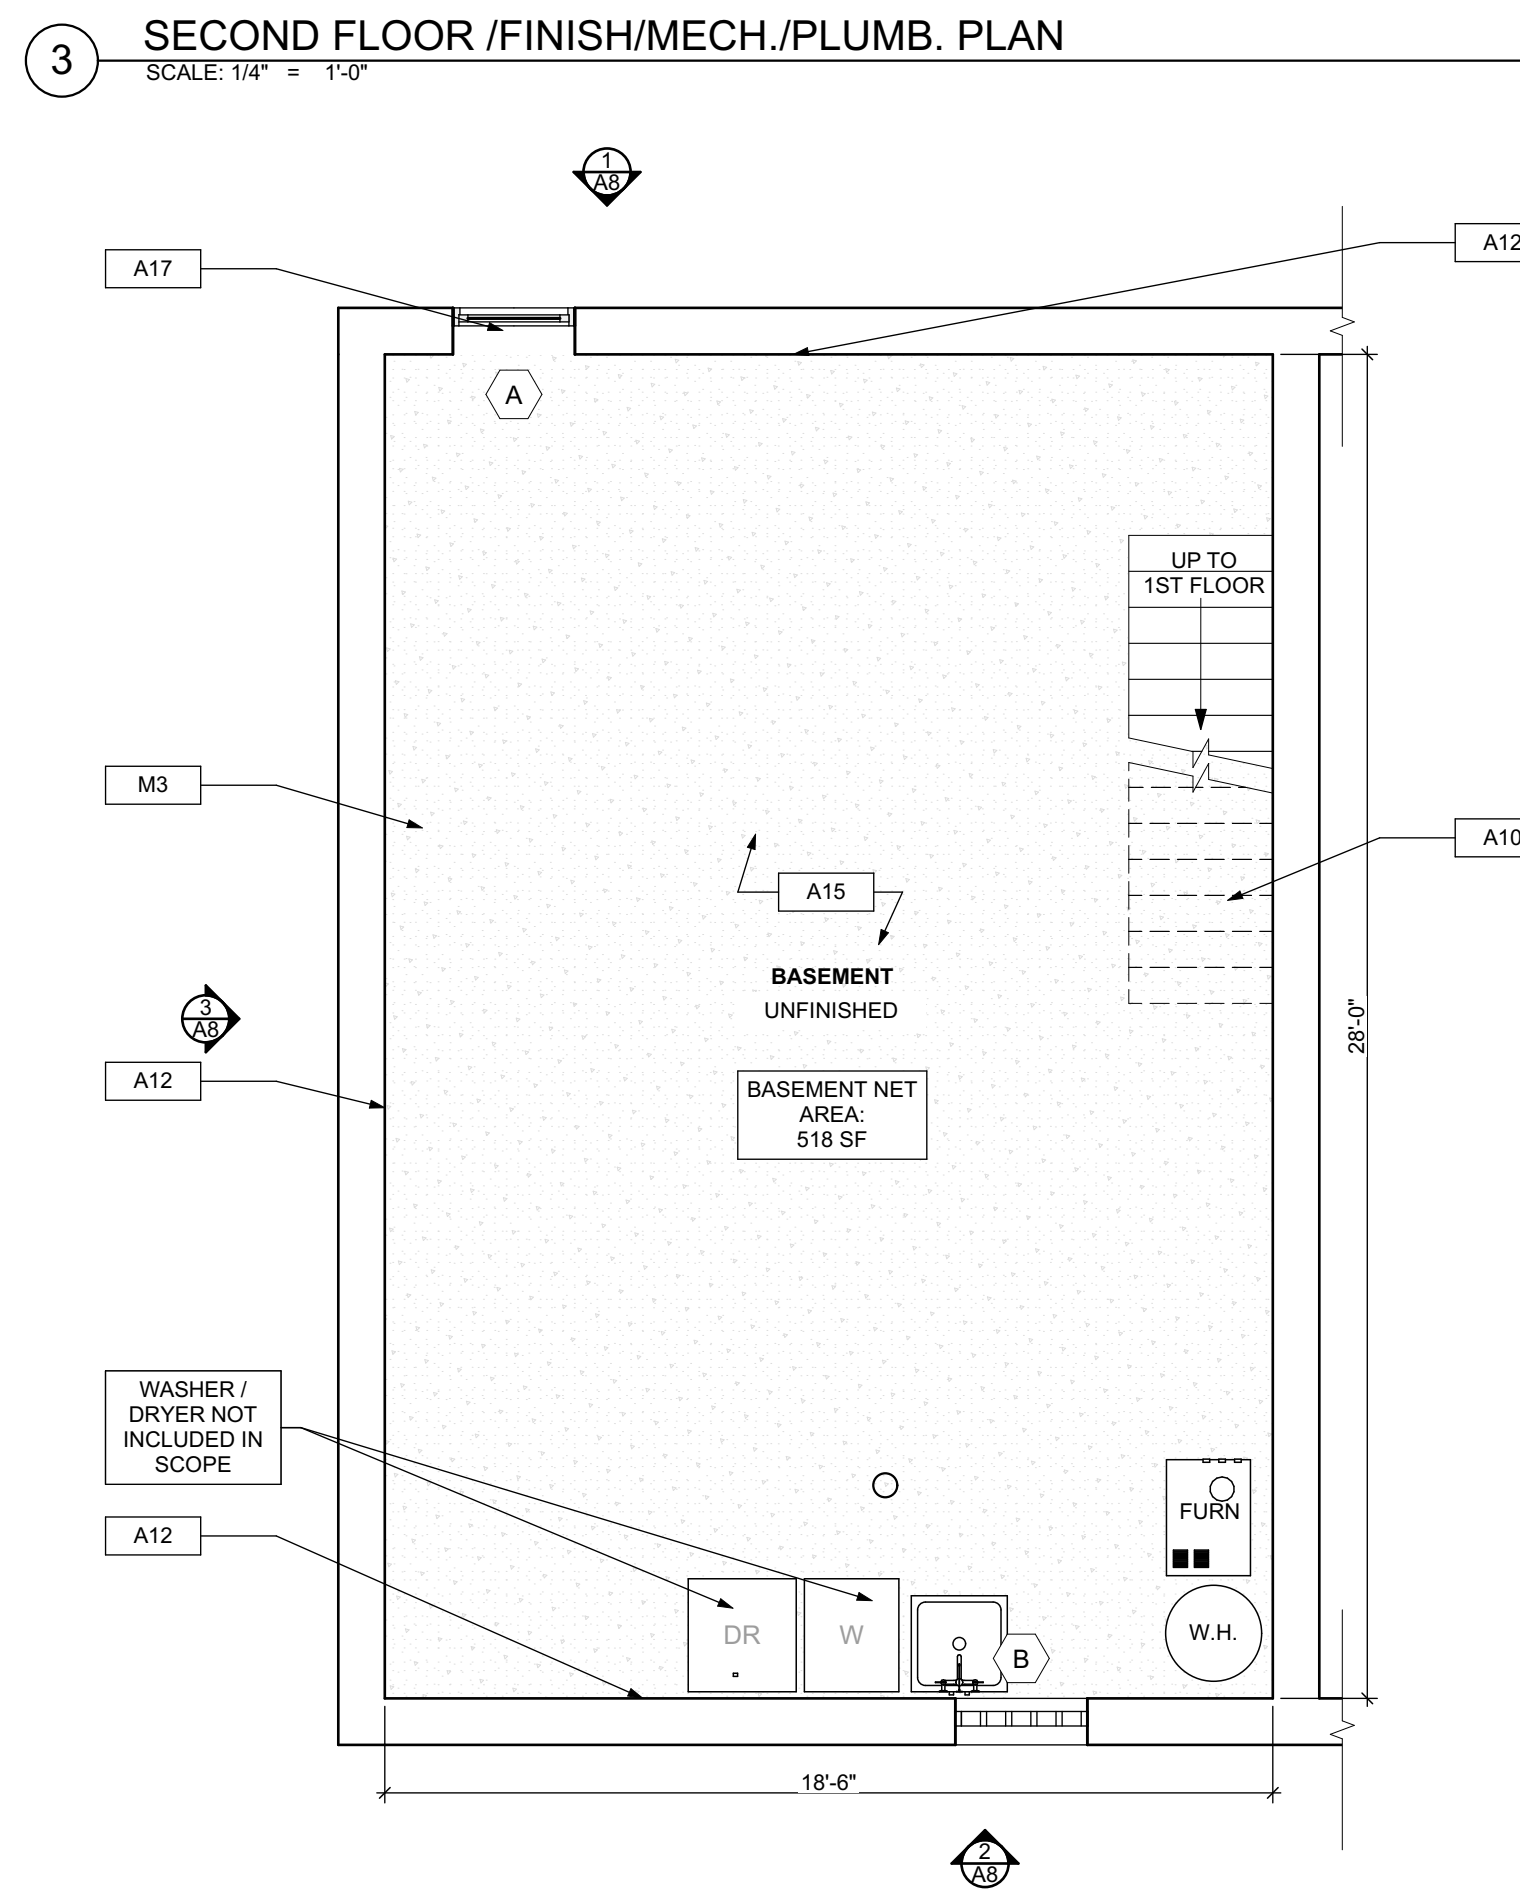 3
SECOND FLOOR /FINISH/MECH./PLUMB. PLAN
SCALE: 1/4" = 1'-0"
1
A8
A17
A12
A
UP TO
1ST FLOOR
M3
A10
A15
BASEMENT
UNFINISHED
3
A8
28'-0"
A12
BASEMENT NET
AREA:
518 SF
WASHER /
DRYER NOT
INCLUDED IN
SCOPE
FURN
A12
DR
W
B
W.H.
18'-6"
2
A8